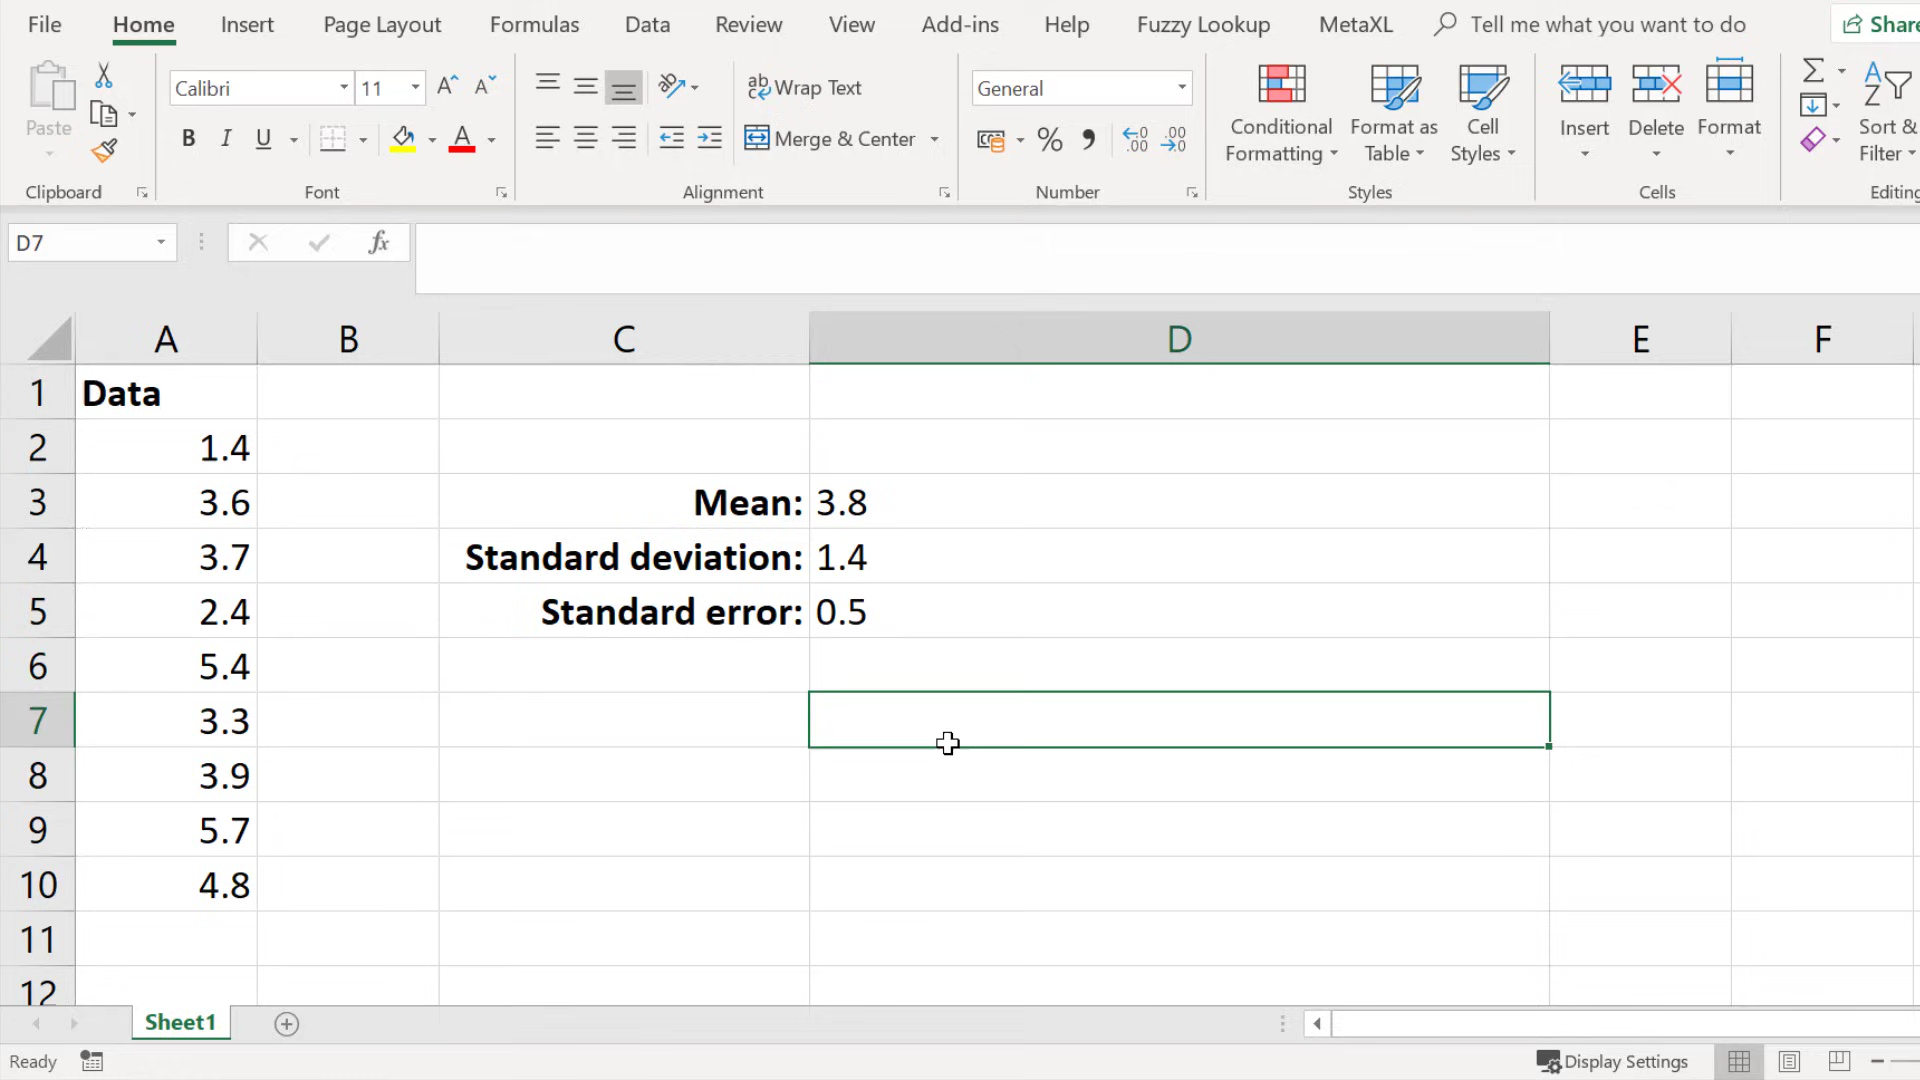 File Home Insert Page Layout Formulas Data Review View Add-ins Help Fuzzy Lookup MetaXL Tell me what you want to do Share
Calibri 11 A A ab Wrap Text General
Paste B I U A Merge & Center % Conditional Formatting Format as Table Cell Styles Insert Delete Format Sort & Filter
Clipboard Font Alignment Number Styles Cells Editing
D7 fx
A B C D E F
1 Data
2 1.4
3 3.6 Mean: 3.8
4 3.7 Standard deviation: 1.4
5 2.4 Standard error: 0.5
6 5.4
7 3.3
8 3.9
9 5.7
10 4.8
11
12
Sheet1
Ready Display Settings